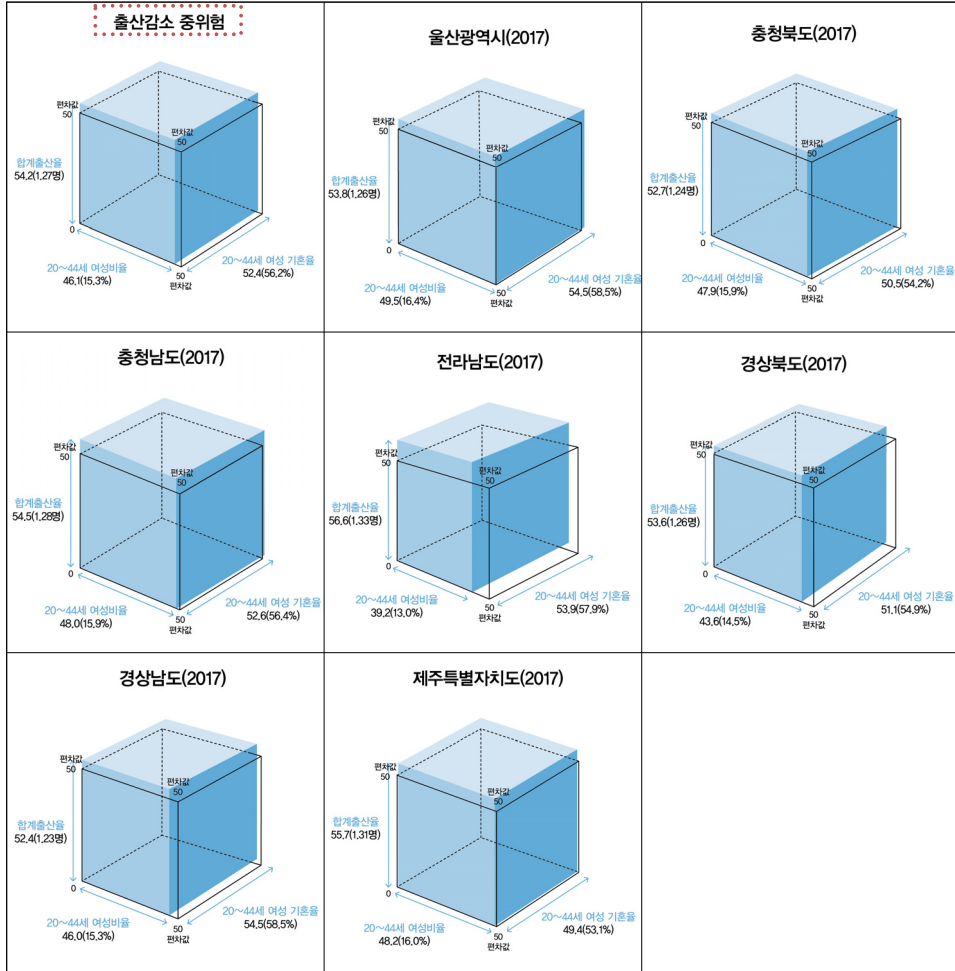 출산감소 중위험
편차값
50
편차값
50
합계출산율
54.2(1.27명)
0
20~44세 여성비율
46.1(15.3%)
50
편차값
20~44세 여성 기혼율
52.4(56.2%)
울산광역시(2017)
편차값
50
편차값
50
합계출산율
53.8(1.26명)
0
20~44세 여성비율
49.5(16.4%)
50
편차값
20~44세 여성 기혼율
54.5(58.5%)
충청북도(2017)
편차값
50
편차값
50
합계출산율
52.7(1.24명)
0
20~44세 여성비율
47.9(15.9%)
50
편차값
20~44세 여성 기혼율
50.5(54.2%)
충청남도(2017)
편차값
50
편차값
50
합계출산율
54.5(1.28명)
0
20~44세 여성비율
48.0(15.9%)
50
편차값
20~44세 여성 기혼율
52.6(56.4%)
전라남도(2017)
편차값
50
편차값
50
합계출산율
56.6(1.33명)
0
20~44세 여성비율
39.2(13.0%)
50
편차값
20~44세 여성 기혼율
53.9(57.9%)
경상북도(2017)
편차값
50
편차값
50
합계출산율
53.6(1.26명)
0
20~44세 여성비율
43.6(14.5%)
50
편차값
20~44세 여성 기혼율
51.1(54.9%)
경상남도(2017)
편차값
50
편차값
50
합계출산율
52.4(1.23명)
0
20~44세 여성비율
46.0(15.3%)
50
편차값
20~44세 여성 기혼율
54.5(58.5%)
제주특별자치도(2017)
편차값
50
편차값
50
합계출산율
55.7(1.31명)
0
20~44세 여성비율
48.2(16.0%)
50
편차값
20~44세 여성 기혼율
49.4(53.1%)